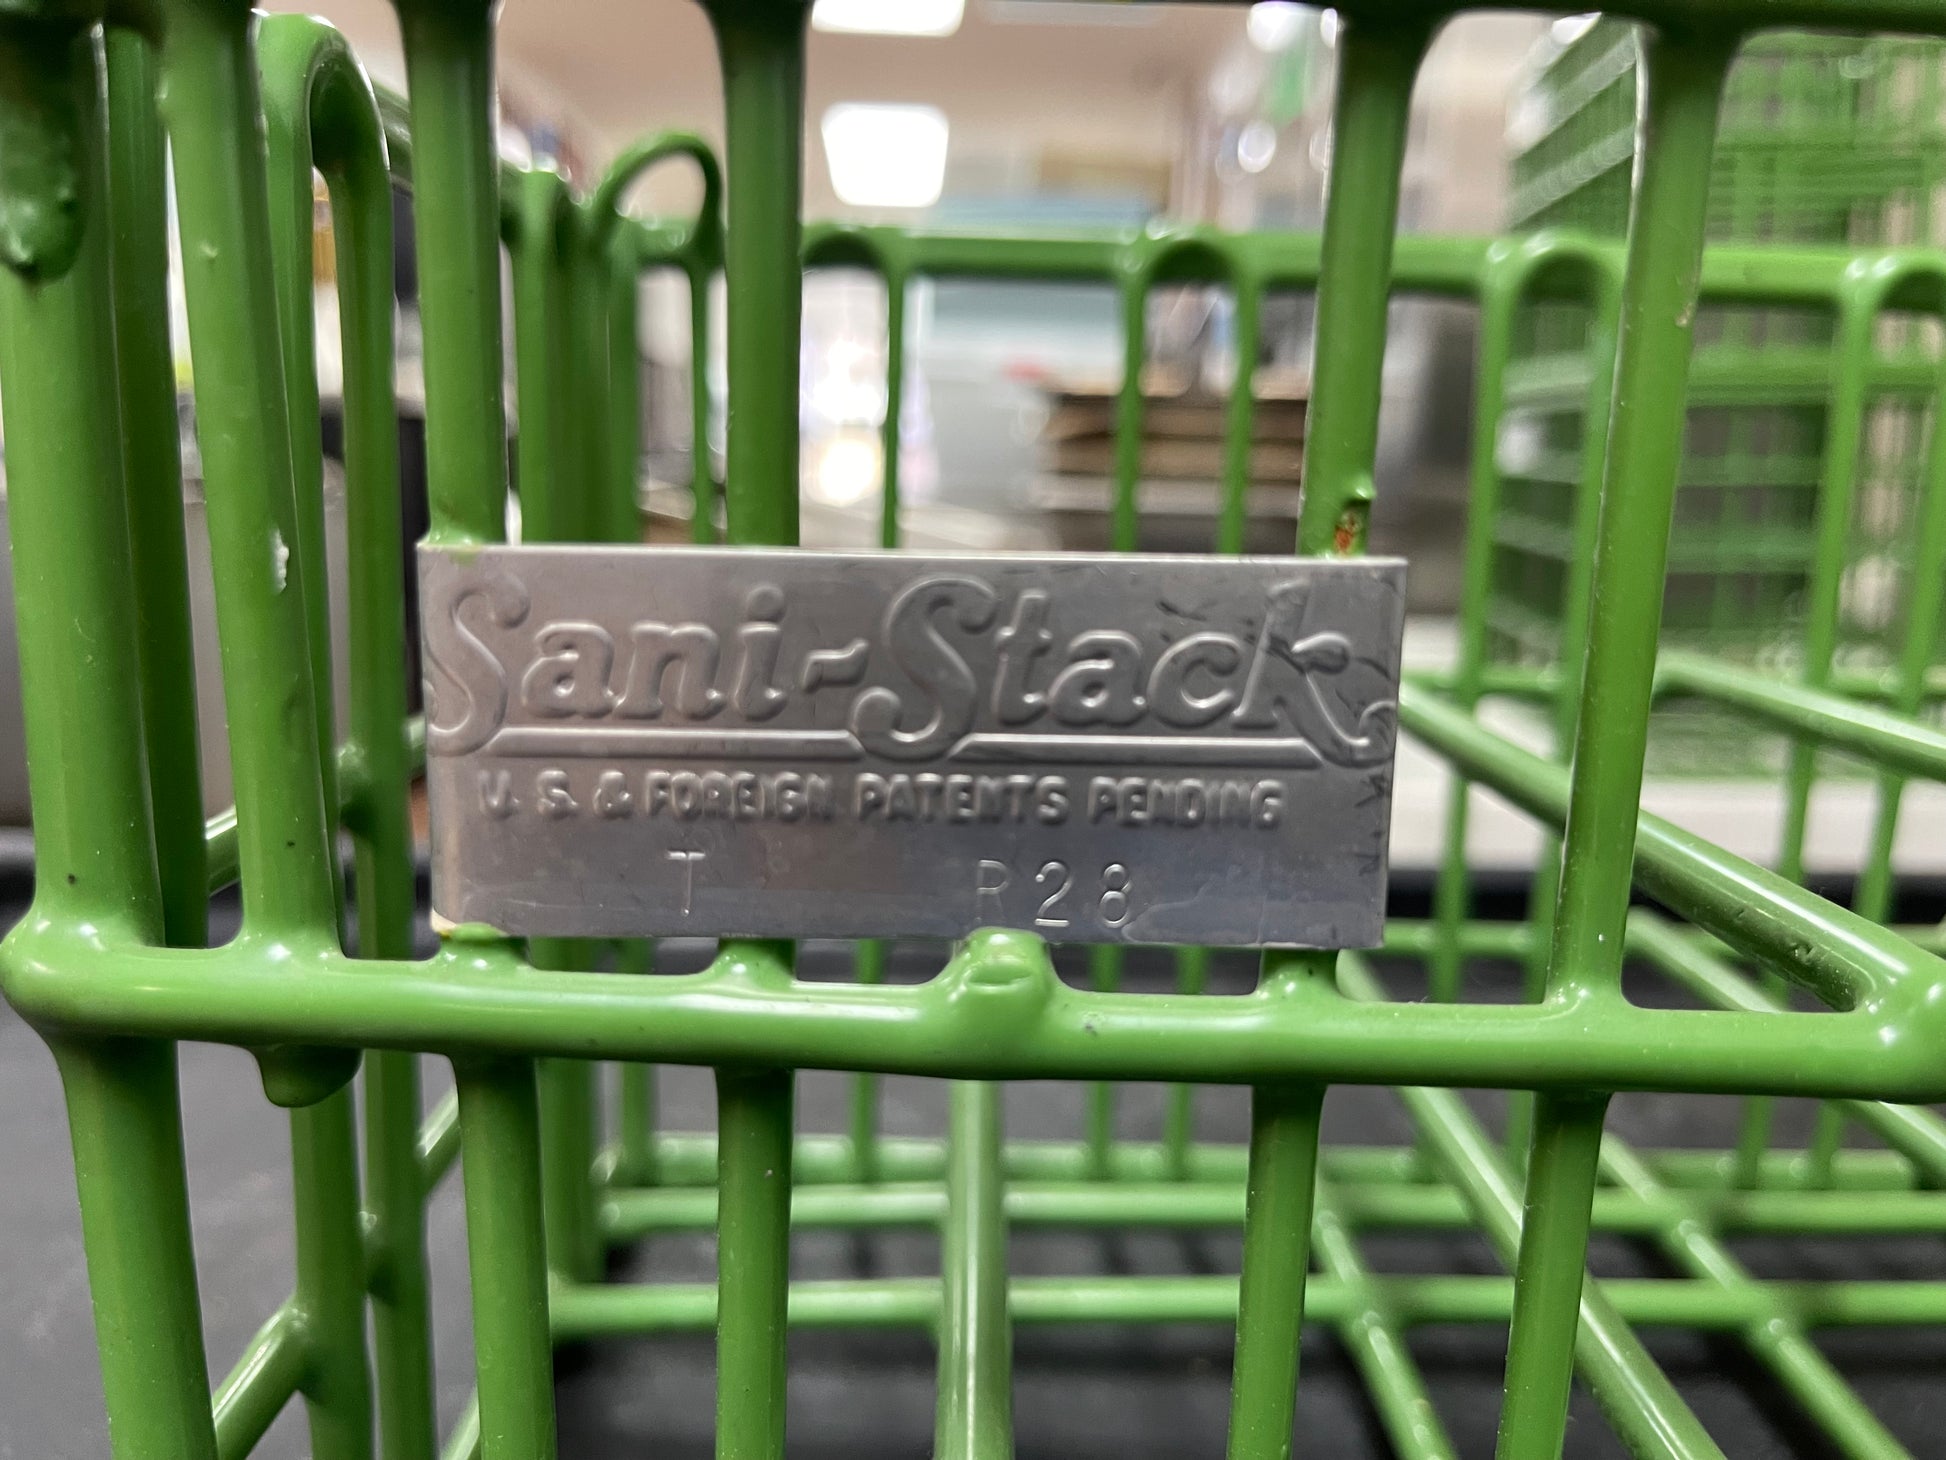 Sani-Stack
U. S. & FOREIGN PATENTS PENDING
T R28